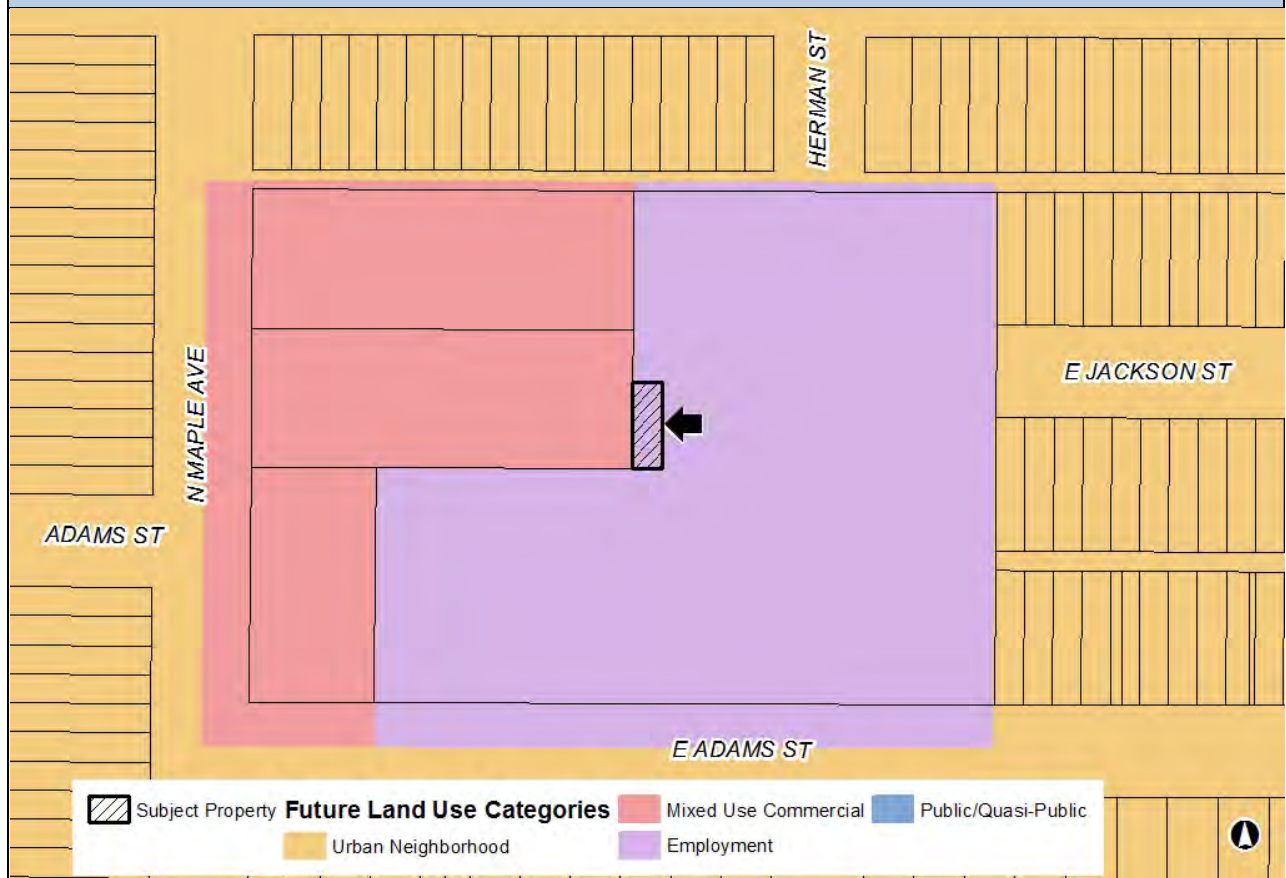 HERMAN ST
N MAPLE AVE
E JACKSON ST
ADAMS ST
E ADAMS ST
Subject Property Future Land Use Categories Mixed Use Commercial Public/Quasi-Public
Urban Neighborhood Employment